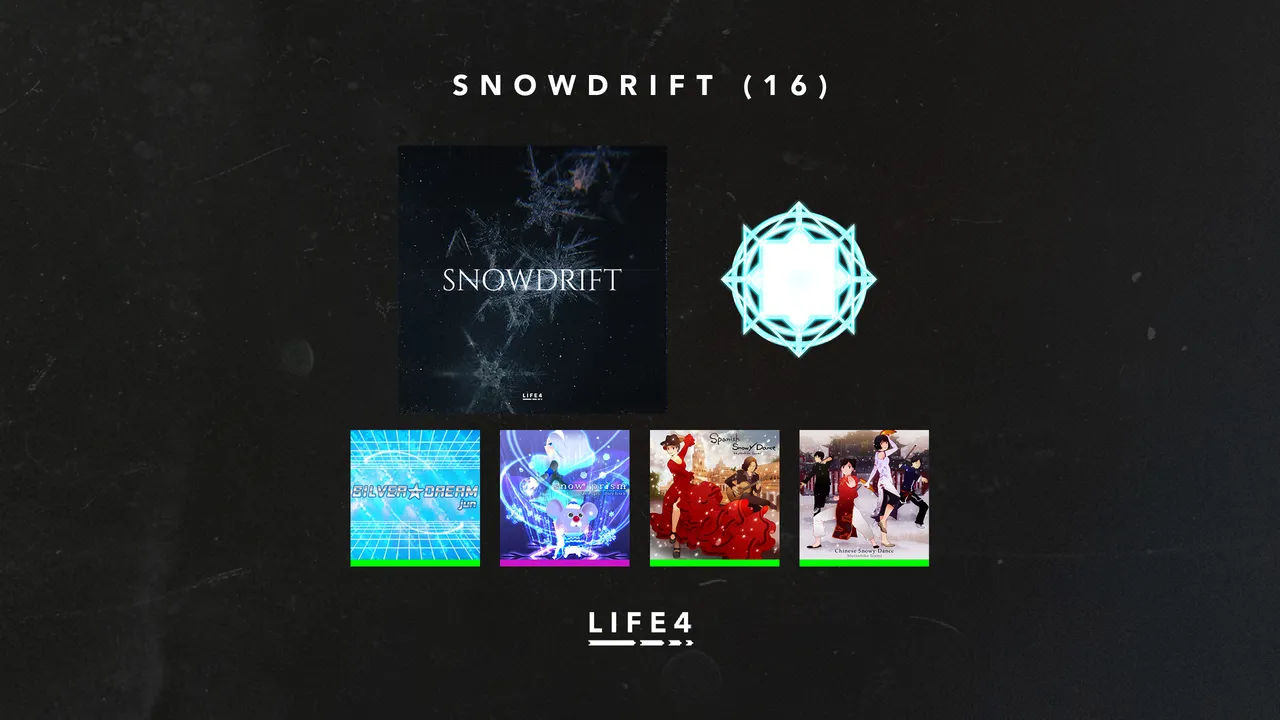 SNOWDRIFT (16)
SNOWDRIFT
LIFE4
SILVER★DREAM
jun
Snow prism
Spanish
Snowy Dance
Chinese Snowy Dance
LIFE4